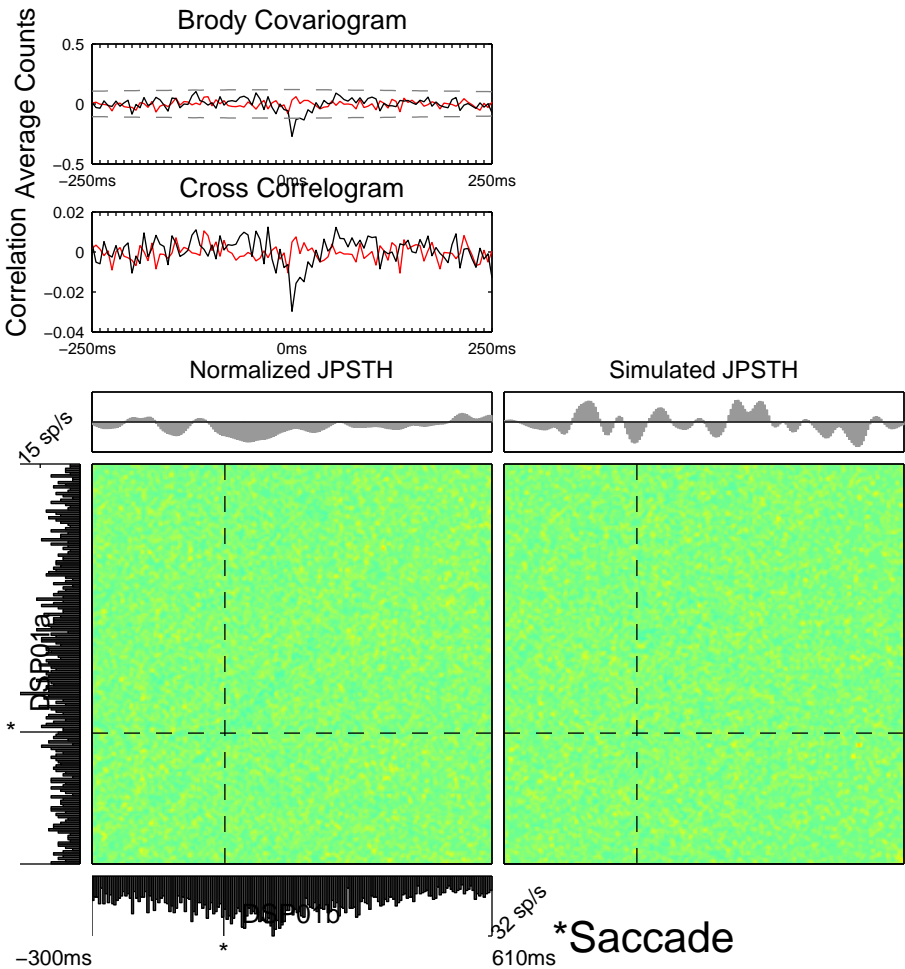 Brody Covariogram
Average Counts
0.5
0
−0.5
−250ms
0ms
250ms
Cross Correlogram
Correlation
0.02
0
−0.02
−0.04
−250ms
0ms
250ms
Normalized JPSTH
Simulated JPSTH
15 sp/s
DSP01a
*
DSP01b
32 sp/s
*
*Saccade
−300ms
610ms